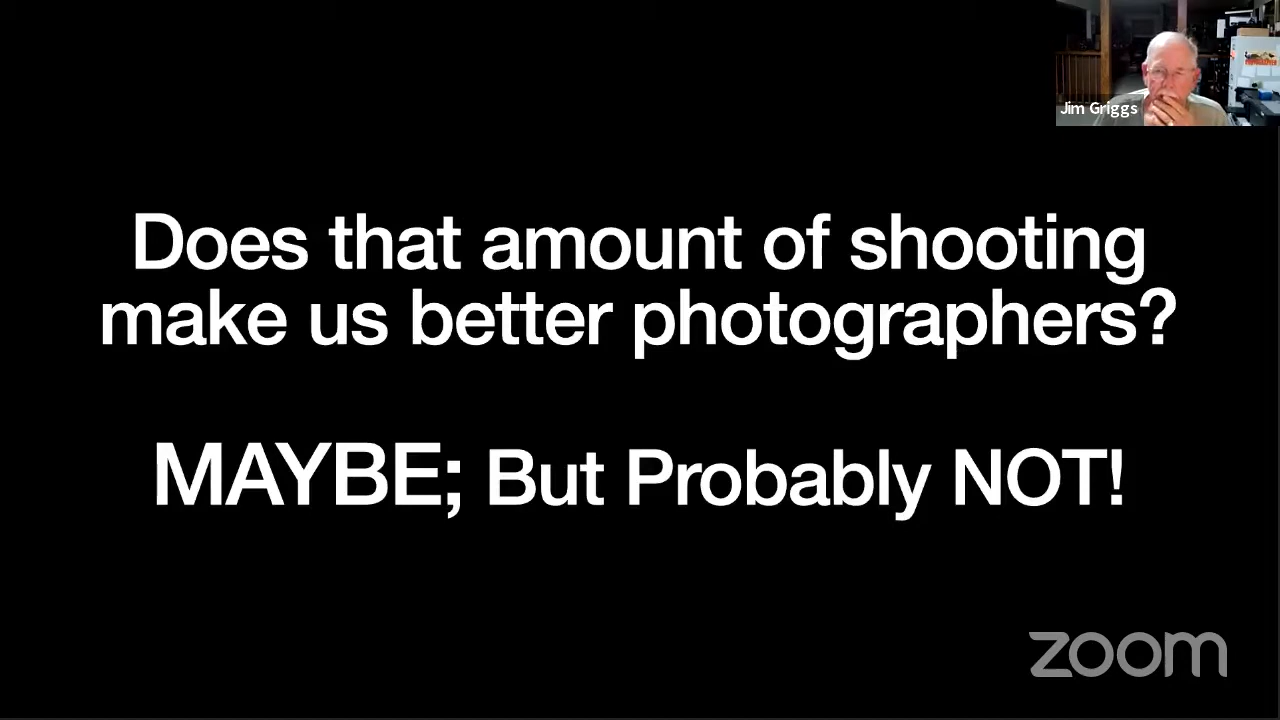 Jim Griggs
Does that amount of shooting
make us better photographers?
MAYBE; But Probably NOT!
zoom